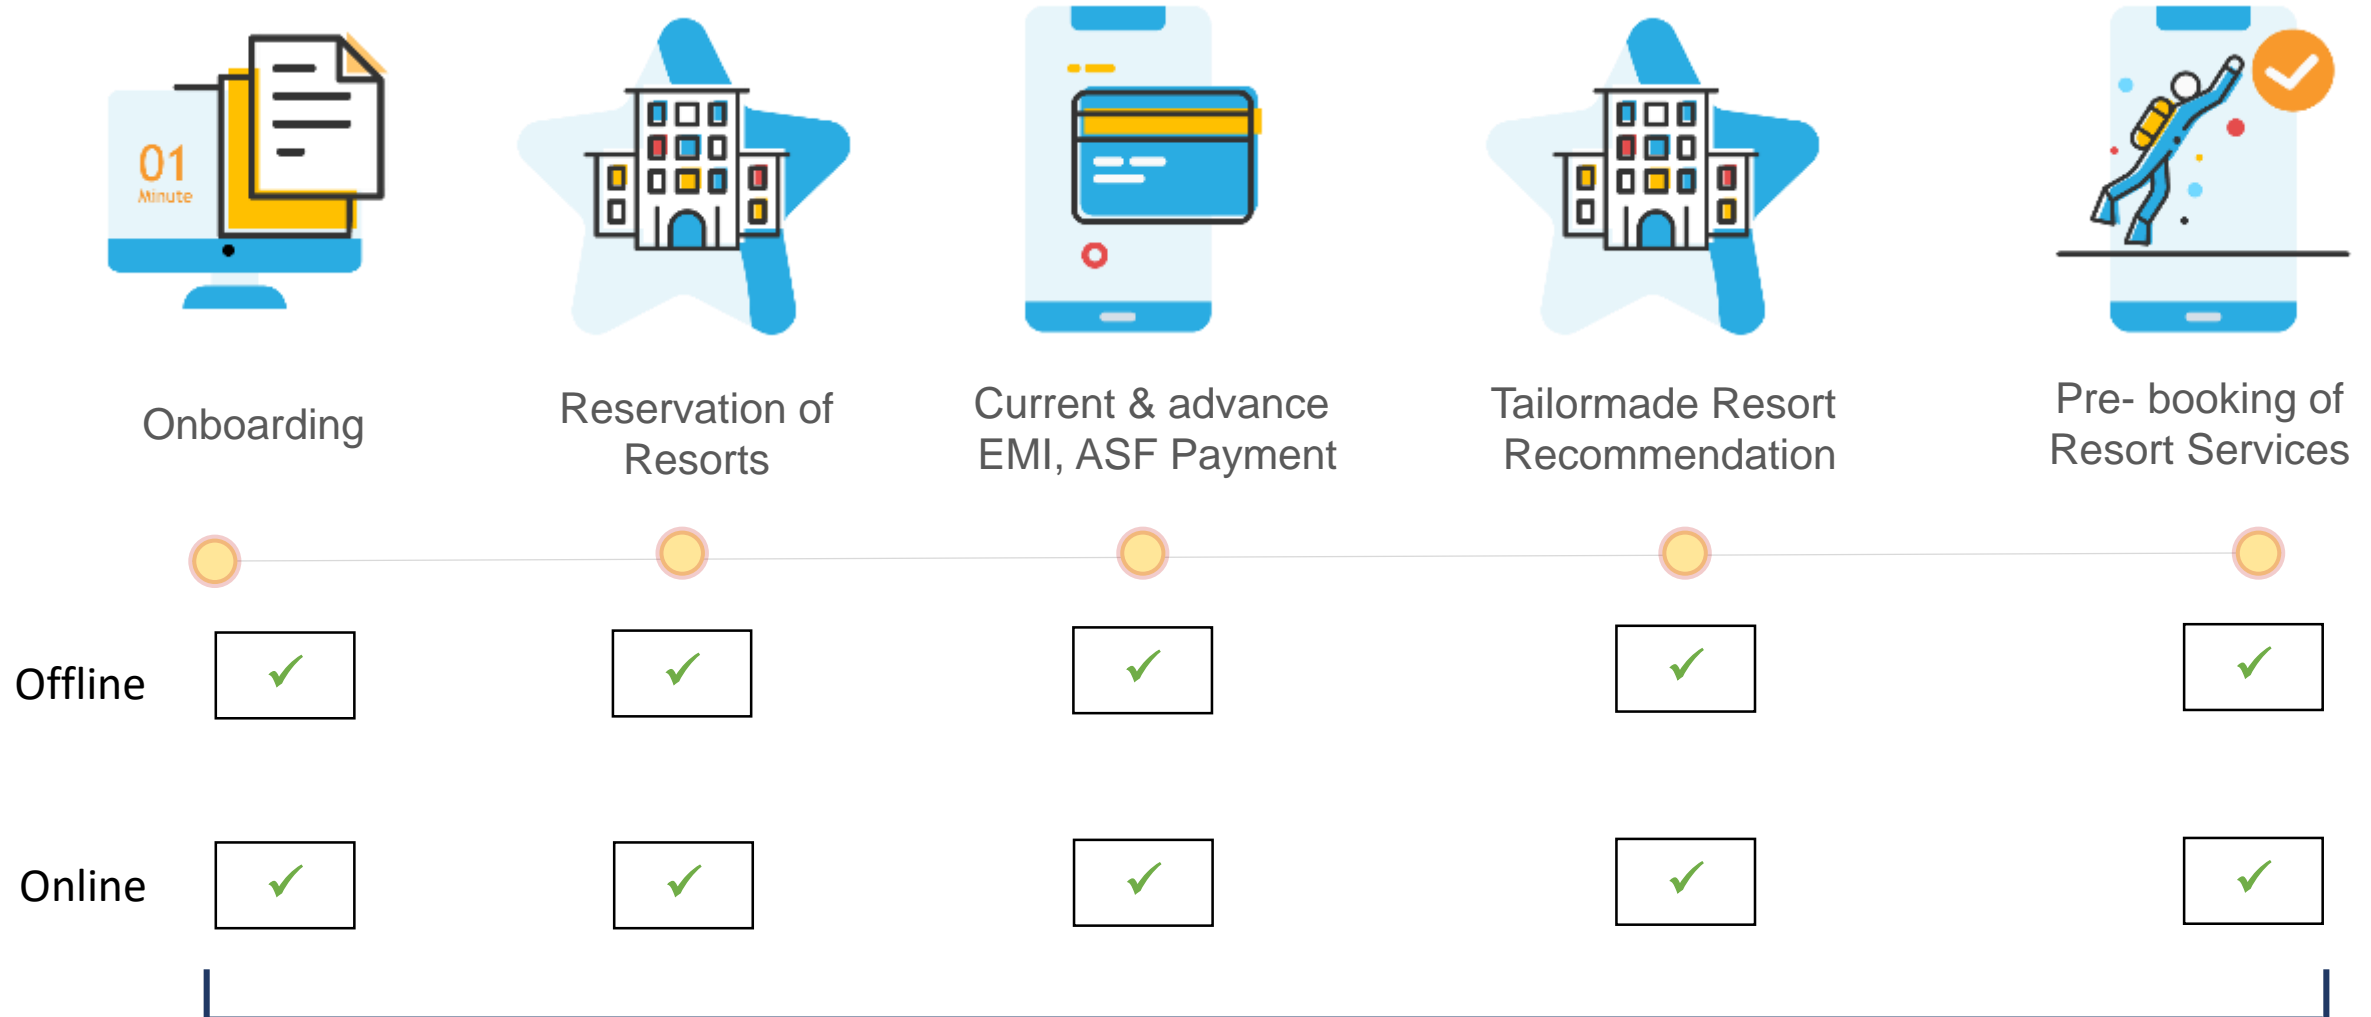 01
Minute
Onboarding
Reservation of
Resorts
Current & advance
EMI, ASF Payment
Tailormade Resort
Recommendation
Pre- booking of
Resort Services
Offline
Online